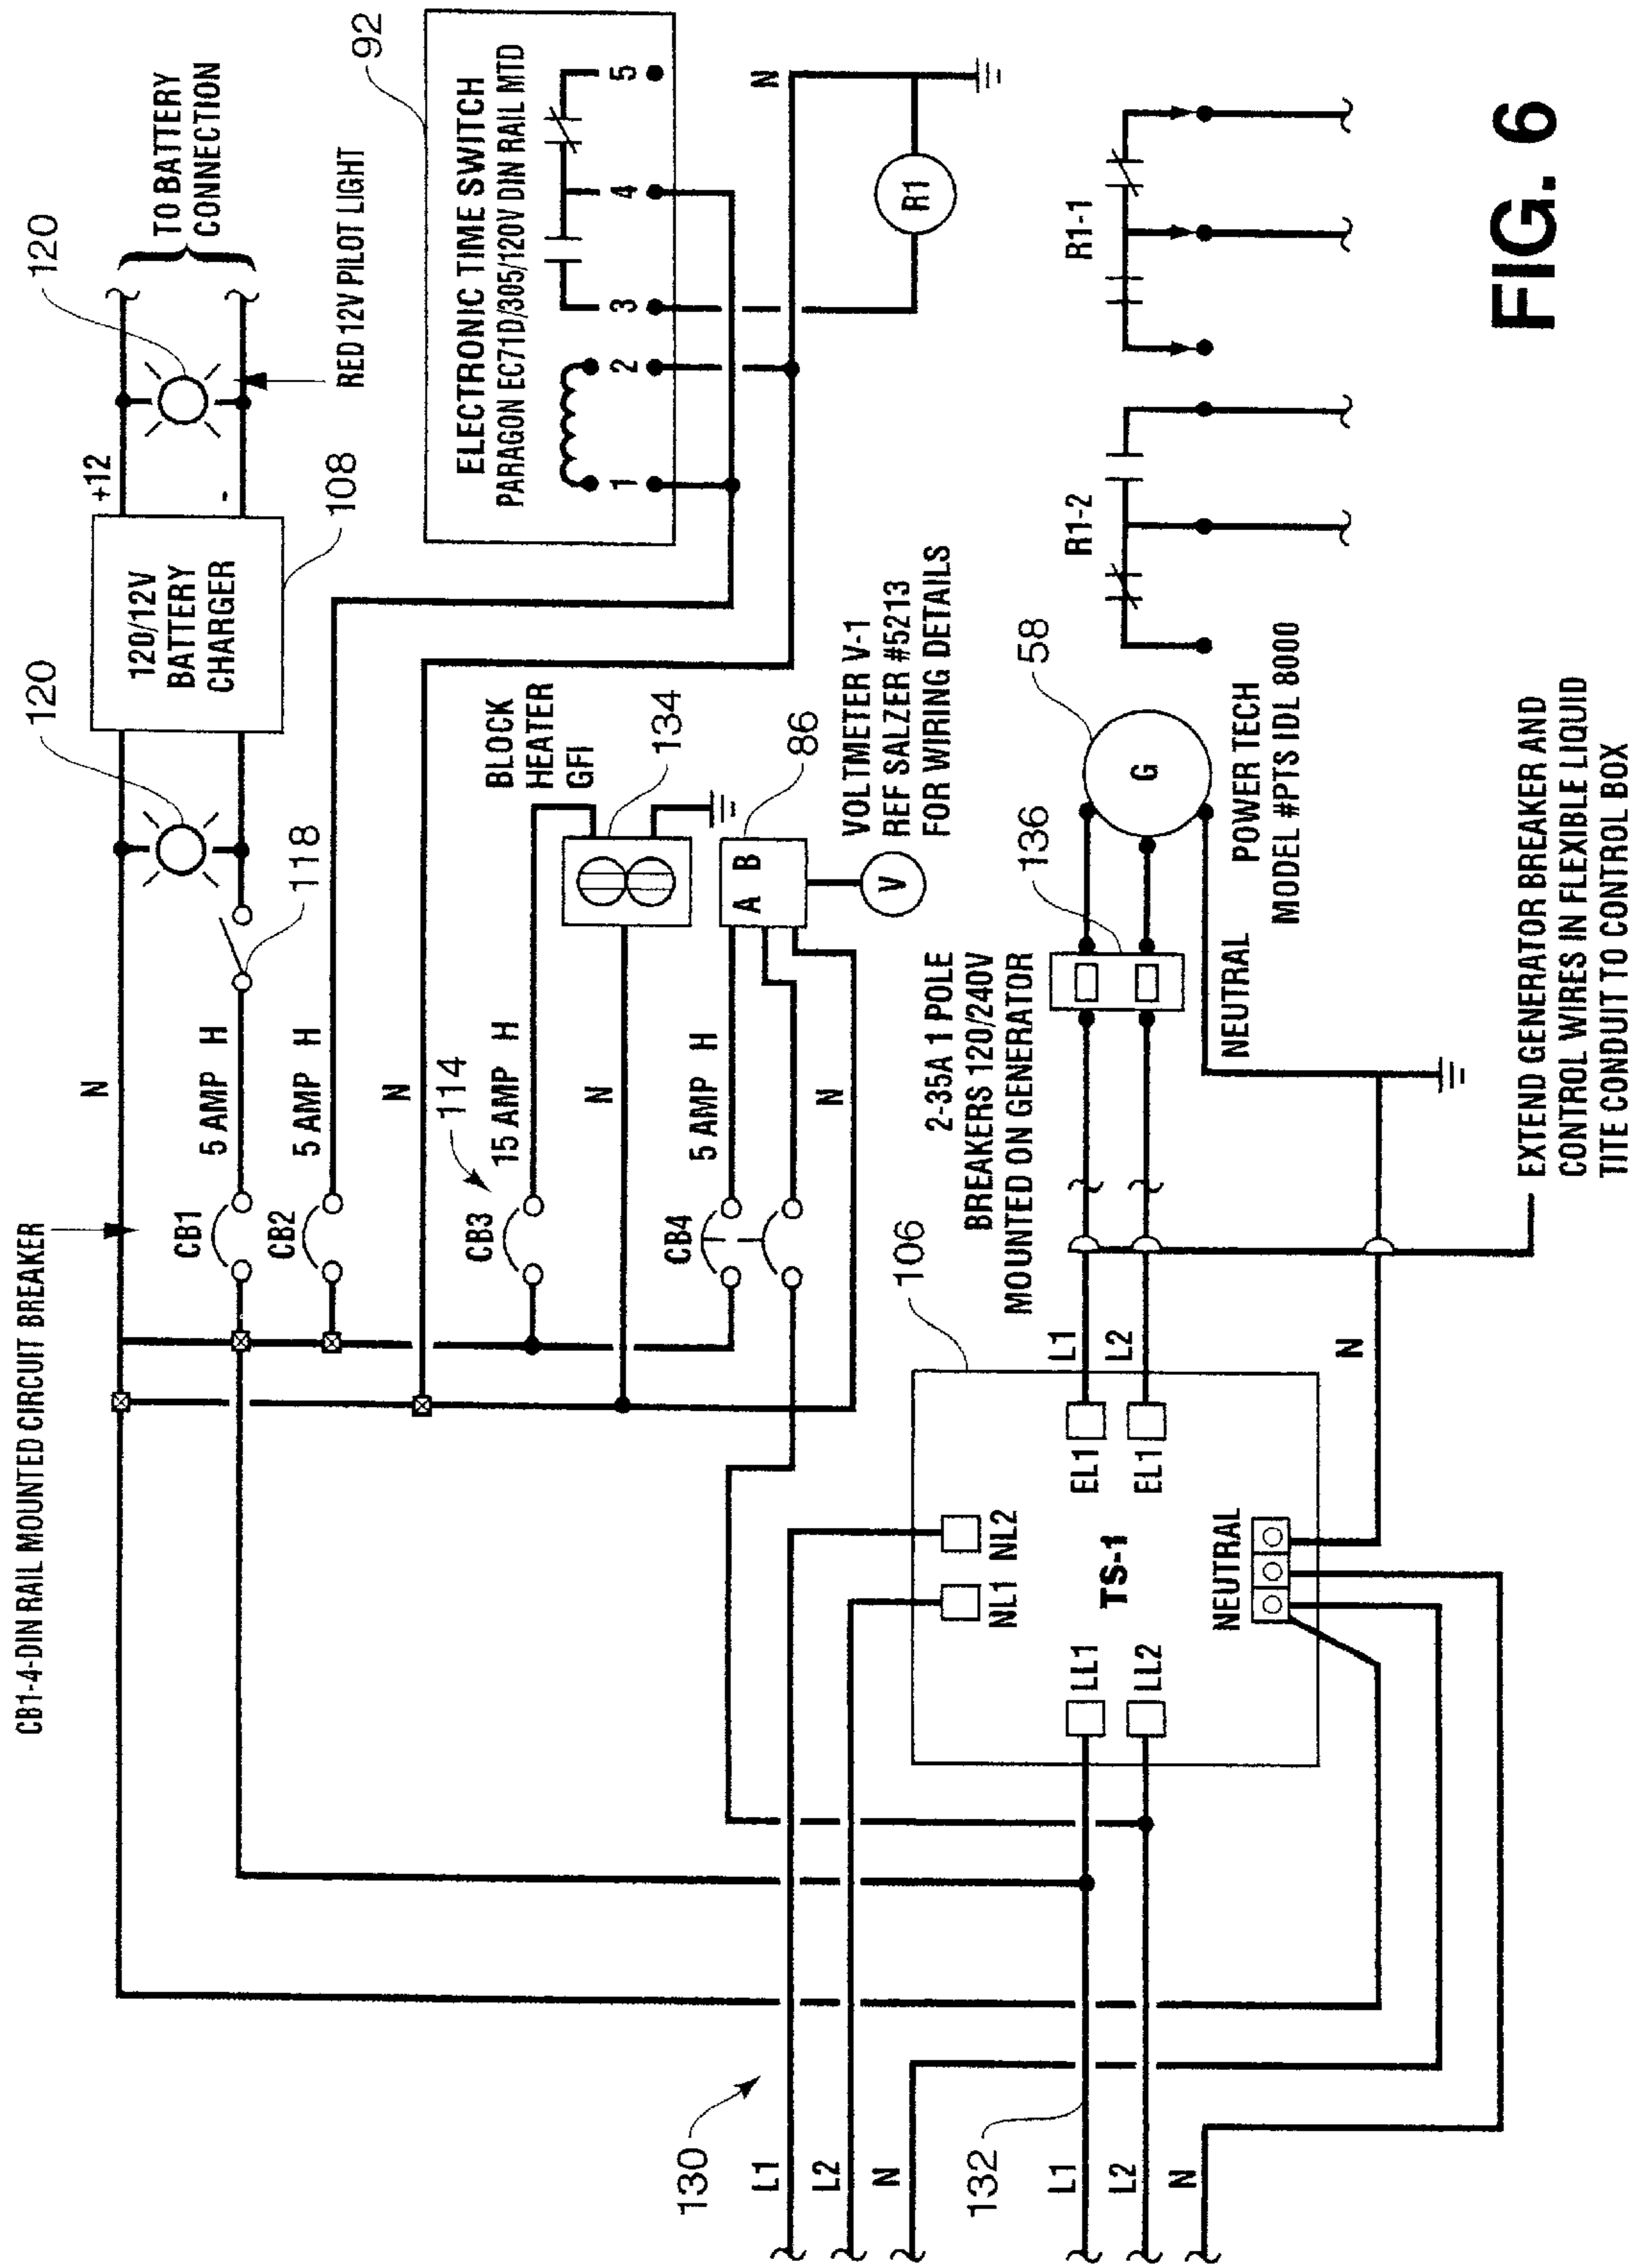 CB1-4-DIN RAIL MOUNTED CIRCUIT BREAKER
N
CB1
5 AMP H
118
120
120/12V
BATTERY
CHARGER
108
+12
-
120
RED 12V PILOT LIGHT
TO BATTERY
CONNECTION
CB2
5 AMP H
N
114
CB3
15 AMP H
BLOCK
HEATER
GFI
134
N
CB4
5 AMP H
N
A B
86
V
VOLTMETER V-1
REF SALZER #5213
FOR WIRING DETAILS
92
ELECTRONIC TIME SWITCH
PARAGON EC71D/305/120V DIN RAIL MTD
1 2 3 4 5
N
R1
130
L1
L2
N
132
L1
L2
N
106
NL1 NL2
LL1
LL2
TS-1
EL1
EL1
NEUTRAL
L1
L2
N
2-35A 1 POLE
BREAKERS 120/240V
MOUNTED ON GENERATOR
136
NEUTRAL
58
G
POWER TECH
MODEL #PTS IDL 8000
R1-2
R1-1
EXTEND GENERATOR BREAKER AND
CONTROL WIRES IN FLEXIBLE LIQUID
TITE CONDUIT TO CONTROL BOX
FIG. 6